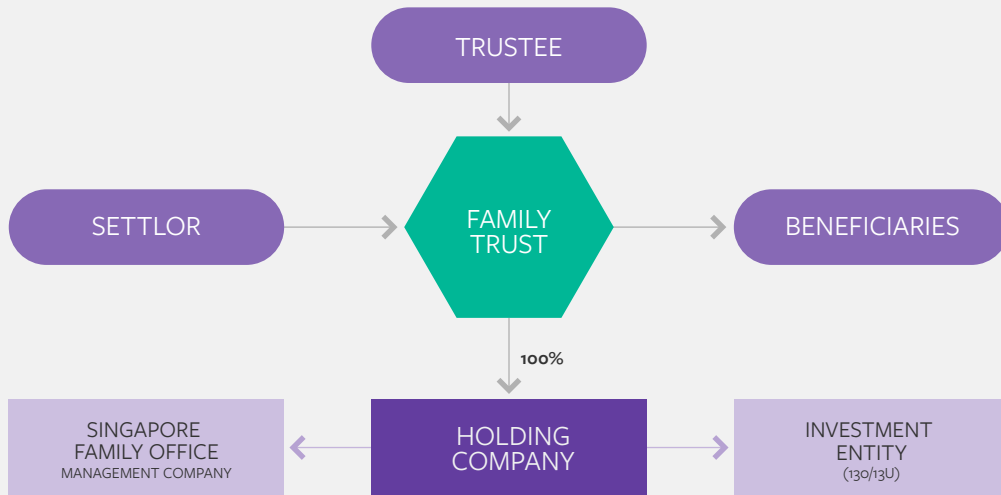 TRUSTEE
SETTLOR
FAMILY
TRUST
BENEFICIARIES
100%
SINGAPORE
FAMILY OFFICE
MANAGEMENT COMPANY
HOLDING
COMPANY
INVESTMENT
ENTITY
(13O/13U)